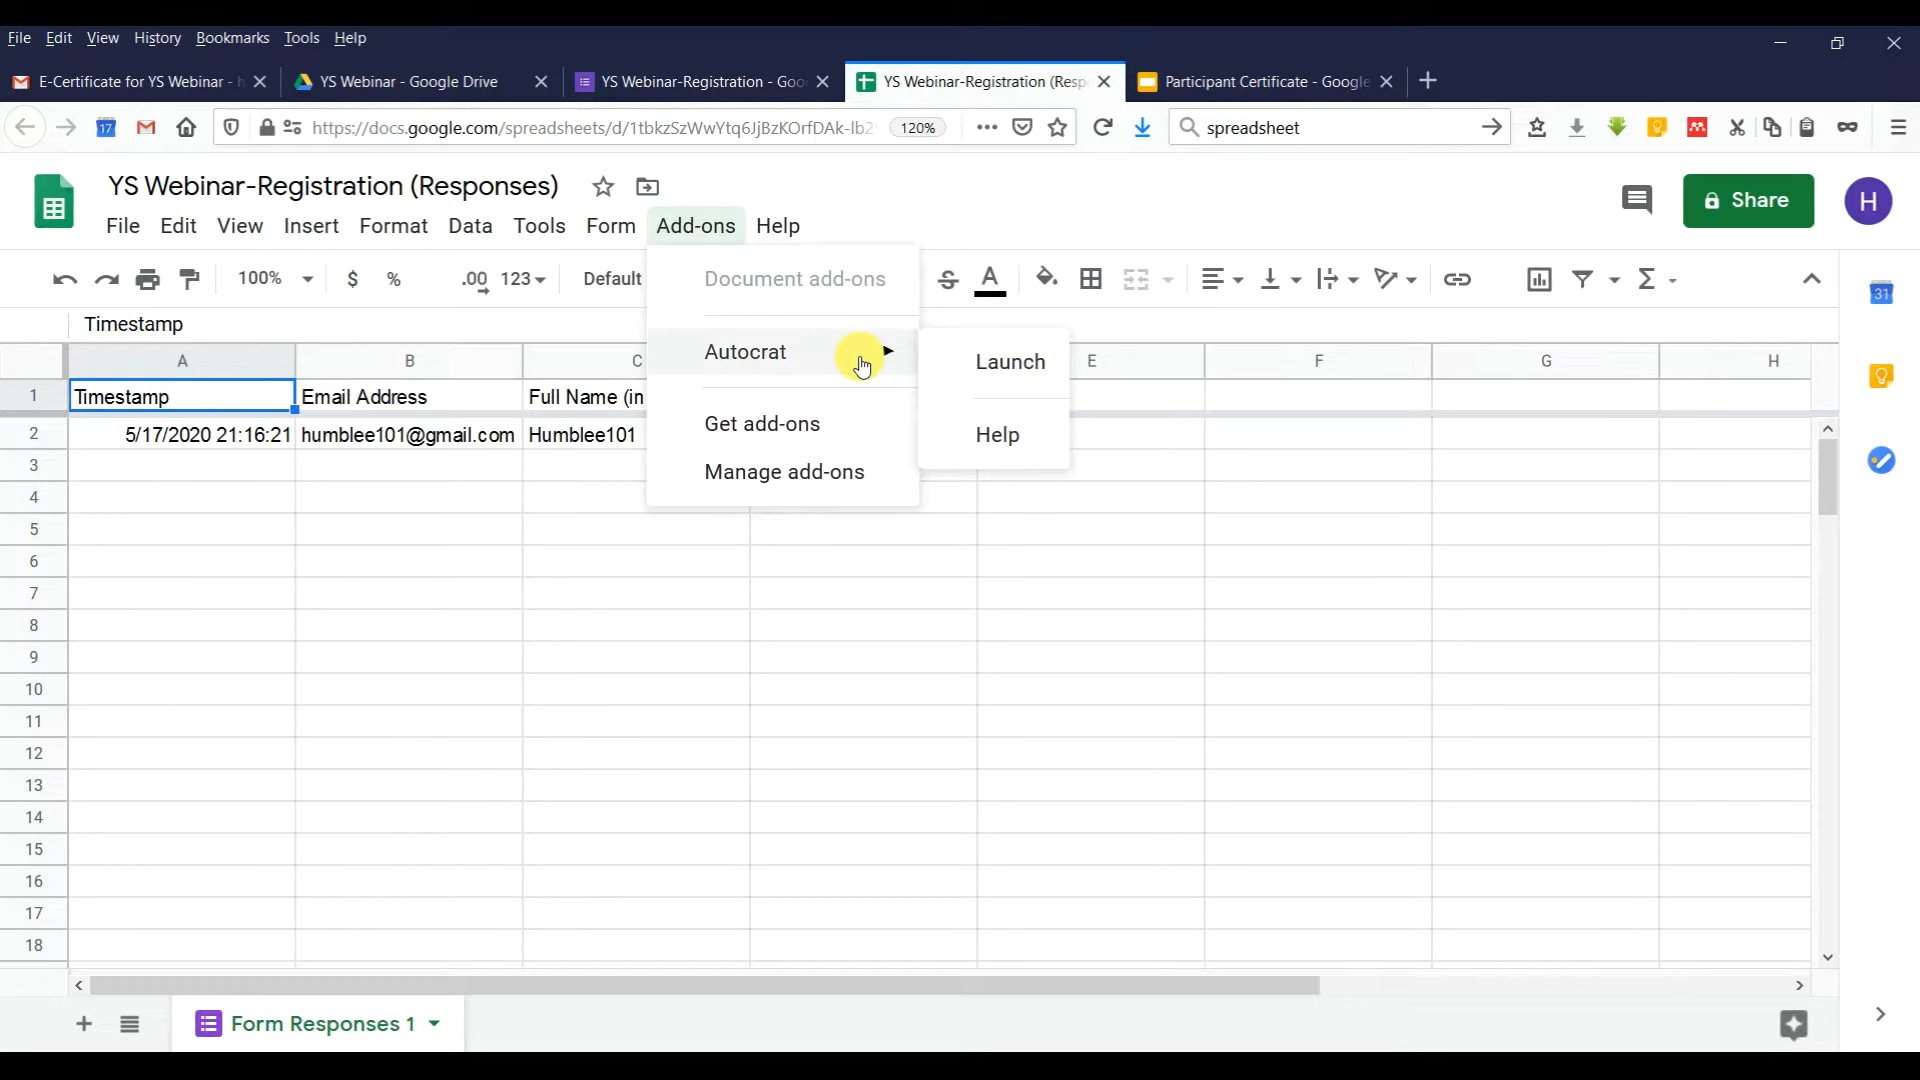 File Edit View History Bookmarks Tools Help
E-Certificate for YS Webinar - YS Webinar - Google Drive YS Webinar-Registration - Goo YS Webinar-Registration (Resp Participant Certificate - Google
17 https://docs.google.com/spreadsheets/d/1tbkzSzWwYtq6JjBzKOrfDAk-lb2 120% spreadsheet
YS Webinar-Registration (Responses)
Share
H
File Edit View Insert Format Data Tools Form Add-ons Help
100% $ % .00 123 Default A Σ
31
Document add-ons
Timestamp
Autocrat
Launch
Get add-ons
Help
Manage add-ons
A B C E F G H
1 Timestamp Email Address Full Name (in
2 5/17/2020 21:16:21 humblee101@gmail.com Humblee101
3
4
5
6
7
8
9
10
11
12
13
14
15
16
17
18
Form Responses 1